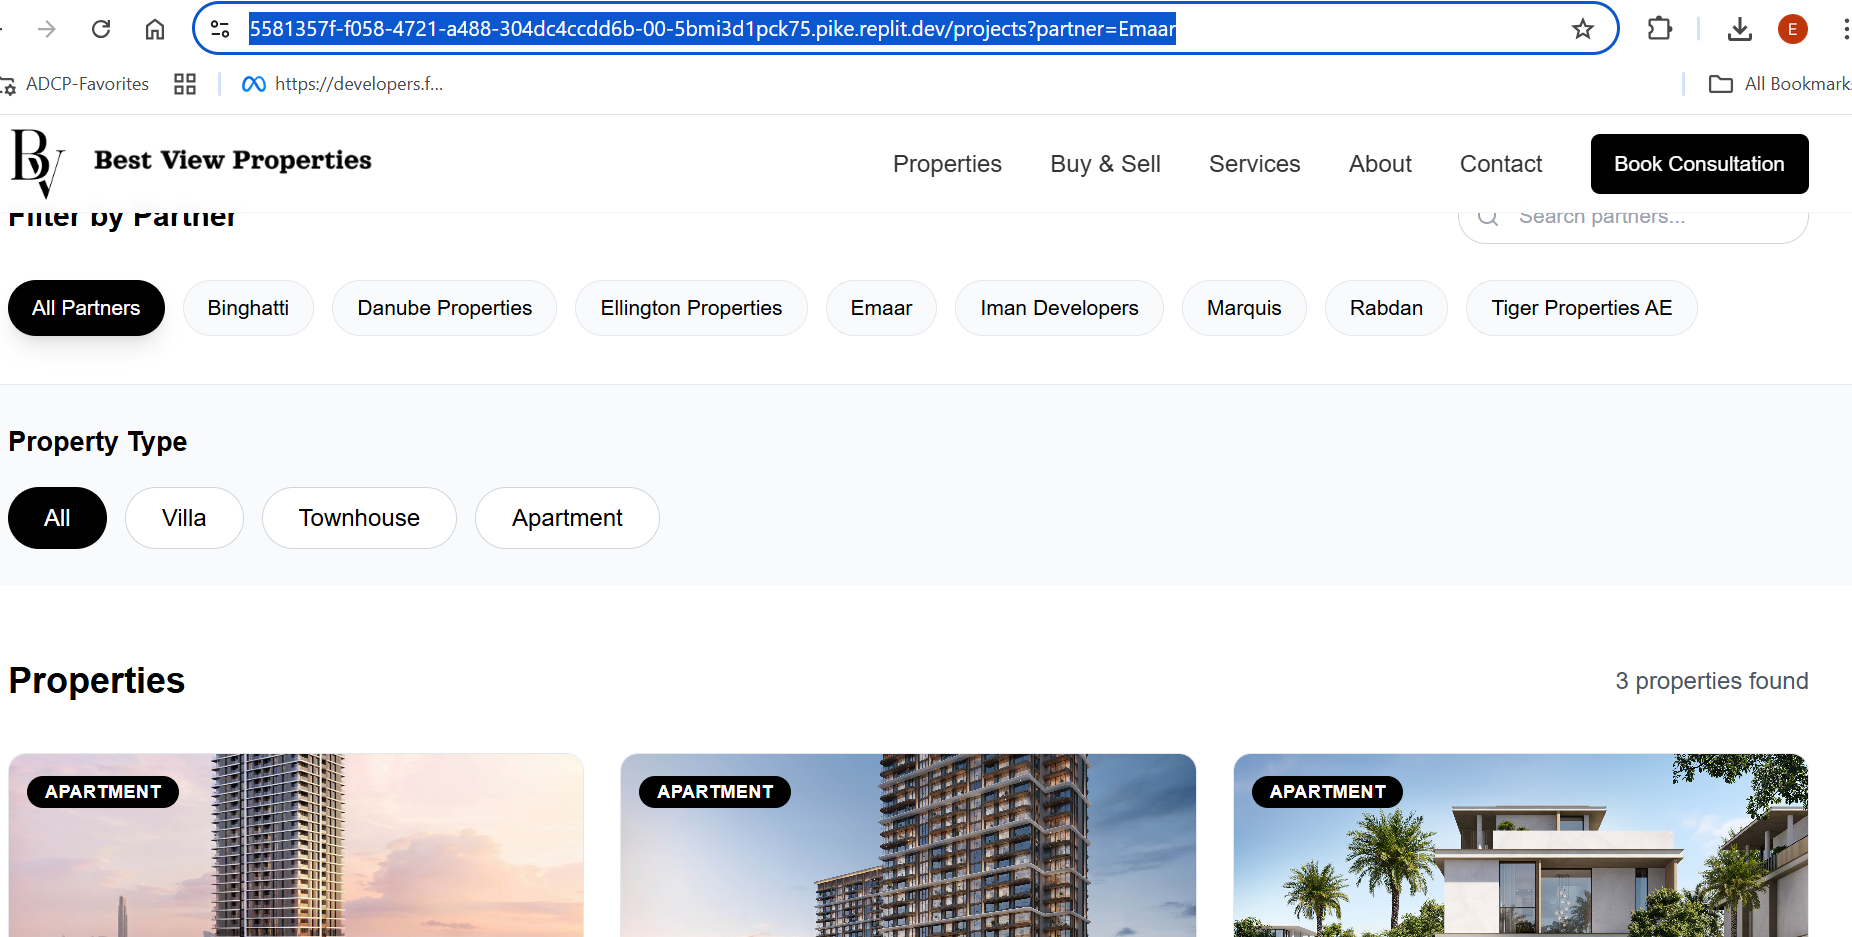 5581357f-f058-4721-a488-304dc4ccdd6b-00-5bmi3d1pck75.pike.replit.dev/projects?partner=Emaar
E
ADCP-Favorites
https://developers.f...
All Bookmarks
BV
Best View Properties
Properties
Buy & Sell
Services
About
Contact
Book Consultation
Filter by Partner
Search partners...
All Partners
Binghatti
Danube Properties
Ellington Properties
Emaar
Iman Developers
Marquis
Rabdan
Tiger Properties AE
Property Type
All
Villa
Townhouse
Apartment
Properties
3 properties found
APARTMENT
APARTMENT
APARTMENT